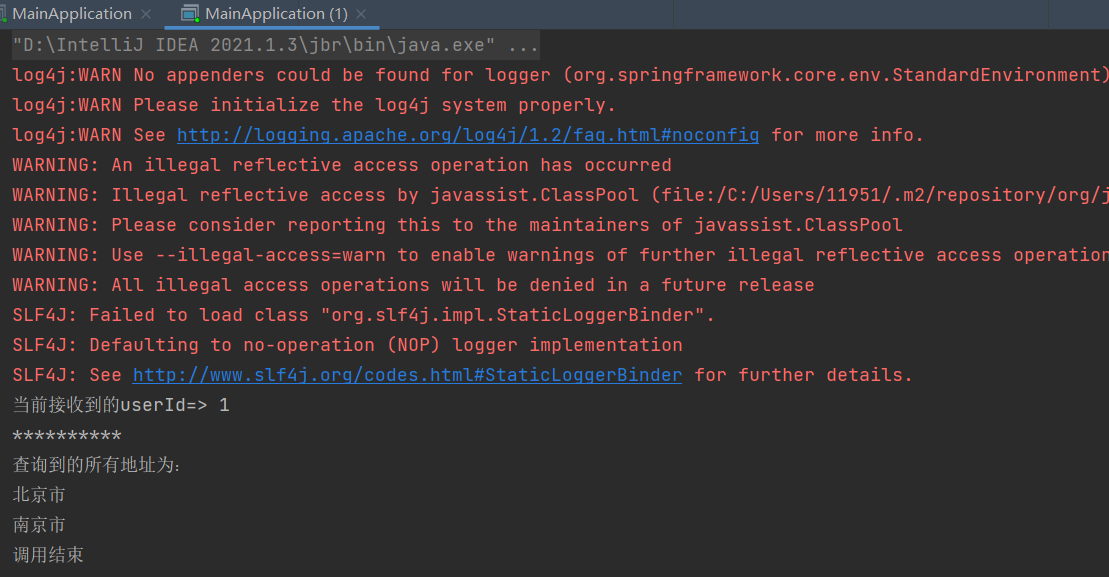 MainApplication MainApplication (1)
"D:\IntelliJ IDEA 2021.1.3\jbr\bin\java.exe" ...
log4j:WARN No appenders could be found for logger (org.springframework.core.env.StandardEnvironment)
log4j:WARN Please initialize the log4j system properly.
log4j:WARN See http://logging.apache.org/log4j/1.2/faq.html#noconfig for more info.
WARNING: An illegal reflective access operation has occurred
WARNING: Illegal reflective access by javassist.ClassPool (file:/C:/Users/11951/.m2/repository/org/j
WARNING: Please consider reporting this to the maintainers of javassist.ClassPool
WARNING: Use --illegal-access=warn to enable warnings of further illegal reflective access operation
WARNING: All illegal access operations will be denied in a future release
SLF4J: Failed to load class "org.slf4j.impl.StaticLoggerBinder".
SLF4J: Defaulting to no-operation (NOP) logger implementation
SLF4J: See http://www.slf4j.org/codes.html#StaticLoggerBinder for further details.
当前接收到的userId=> 1
**********
查询到的所有地址为:
北京市
南京市
调用结束